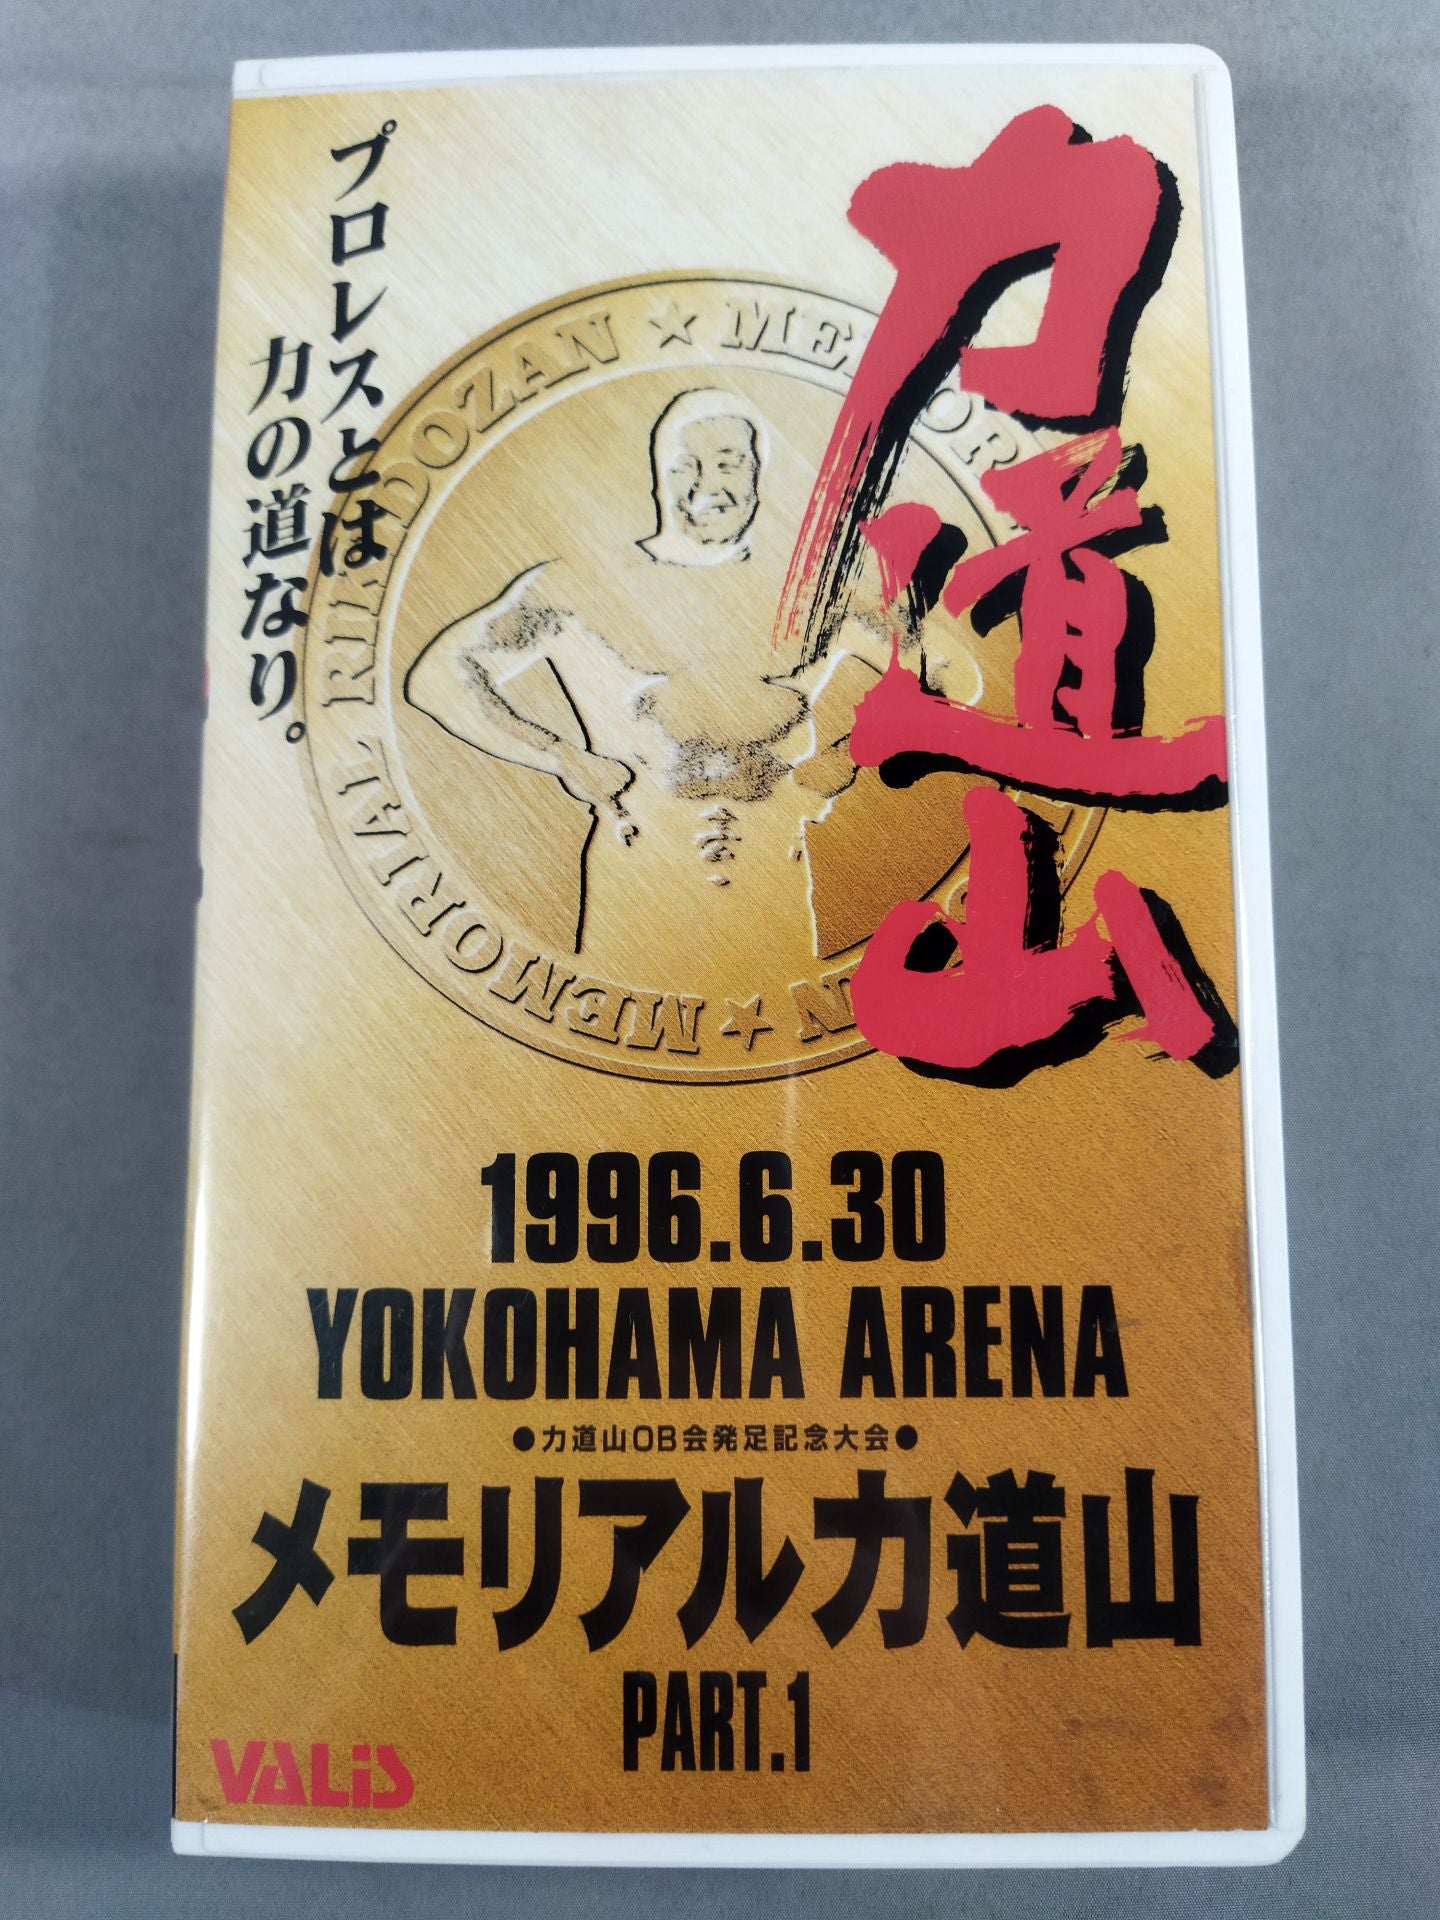 力道山
プロレスとは
力の道なり。
MEMORIAL RIKIDOZAN ★ MEMORIAL RIKIDOZAN ★
1996.6.30
YOKOHAMA ARENA
●力道山OB会発足記念大会●
メモリアル力道山
PART.1
VALiS